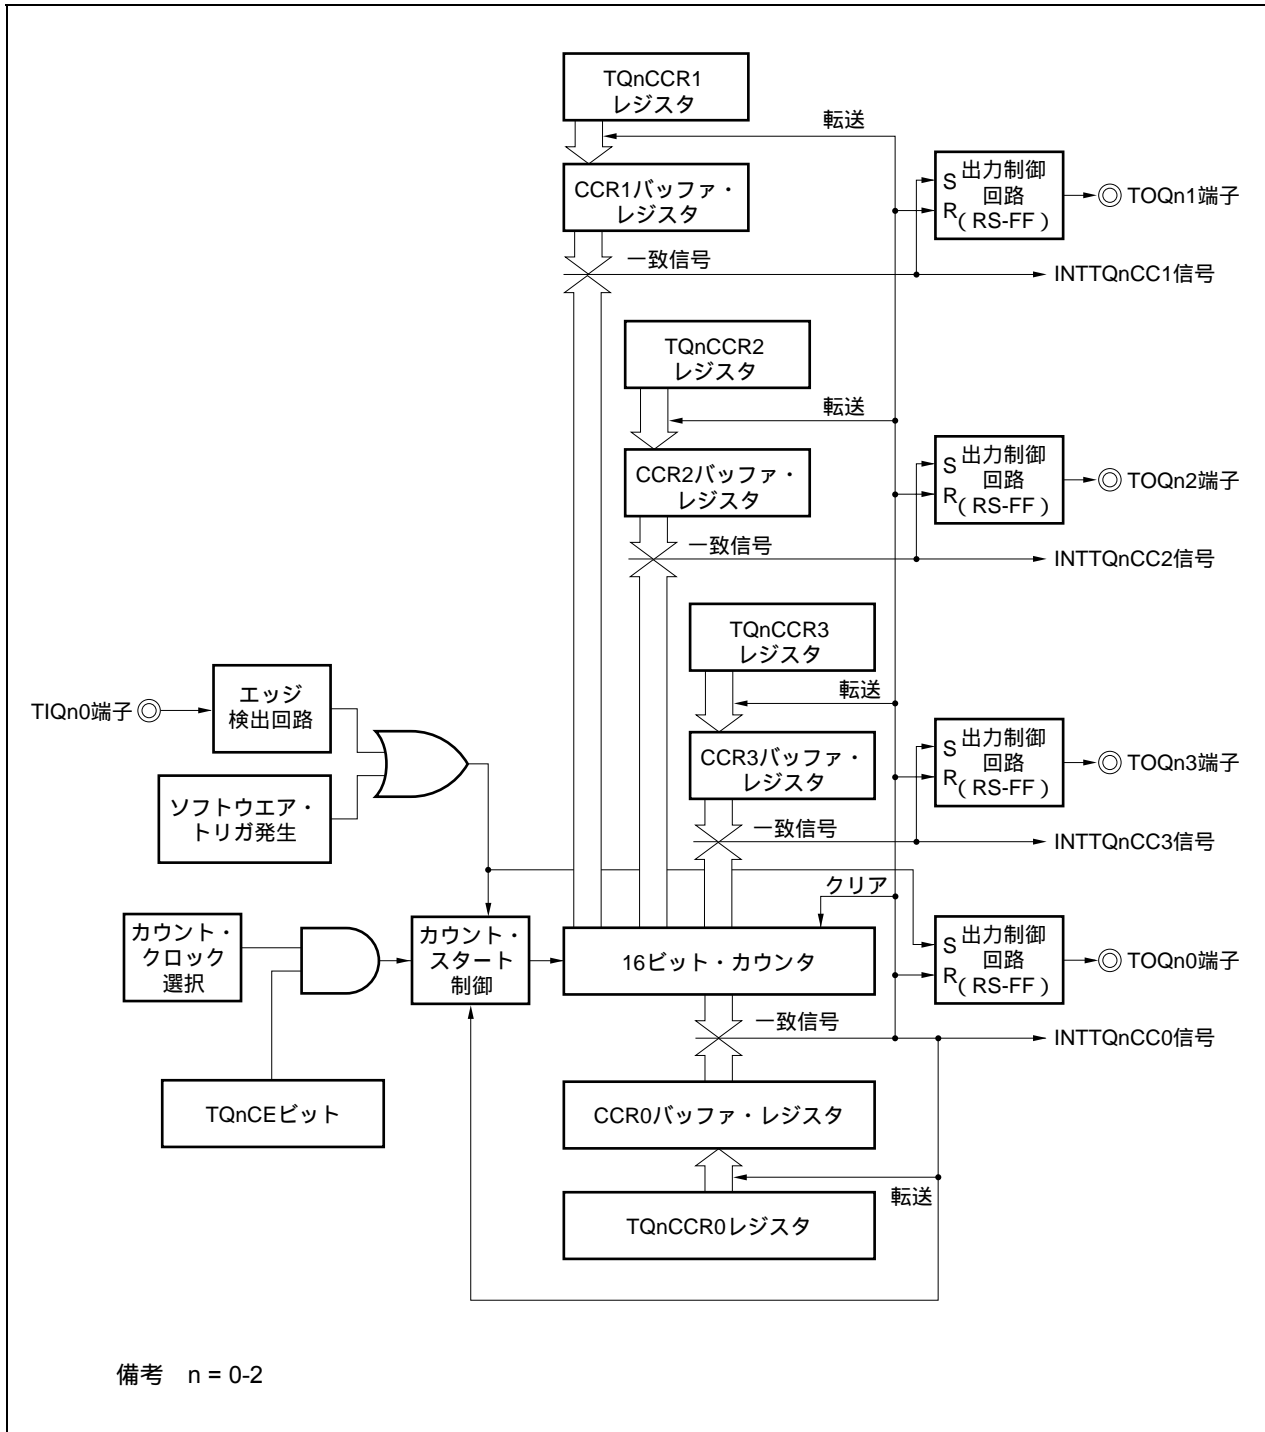 TQnCCR1
レジスタ
転送
CCR1バッファ・
レジスタ
S 出力制御
回路
R ( RS-FF )
TOQn1端子
一致信号
INTTQnCC1信号
TQnCCR2
レジスタ
転送
CCR2バッファ・
レジスタ
S 出力制御
回路
R ( RS-FF )
TOQn2端子
一致信号
INTTQnCC2信号
TQnCCR3
レジスタ
転送
TIQn0端子
エッジ
検出回路
CCR3バッファ・
レジスタ
S 出力制御
回路
R ( RS-FF )
TOQn3端子
ソフトウエア・
トリガ発生
一致信号
INTTQnCC3信号
クリア
カウント・
クロック
選択
カウント・
スタート
制御
16ビット・カウンタ
S 出力制御
回路
R ( RS-FF )
TOQn0端子
一致信号
INTTQnCC0信号
TQnCEビット
CCR0バッファ・レジスタ
転送
TQnCCR0レジスタ
備考 n = 0-2